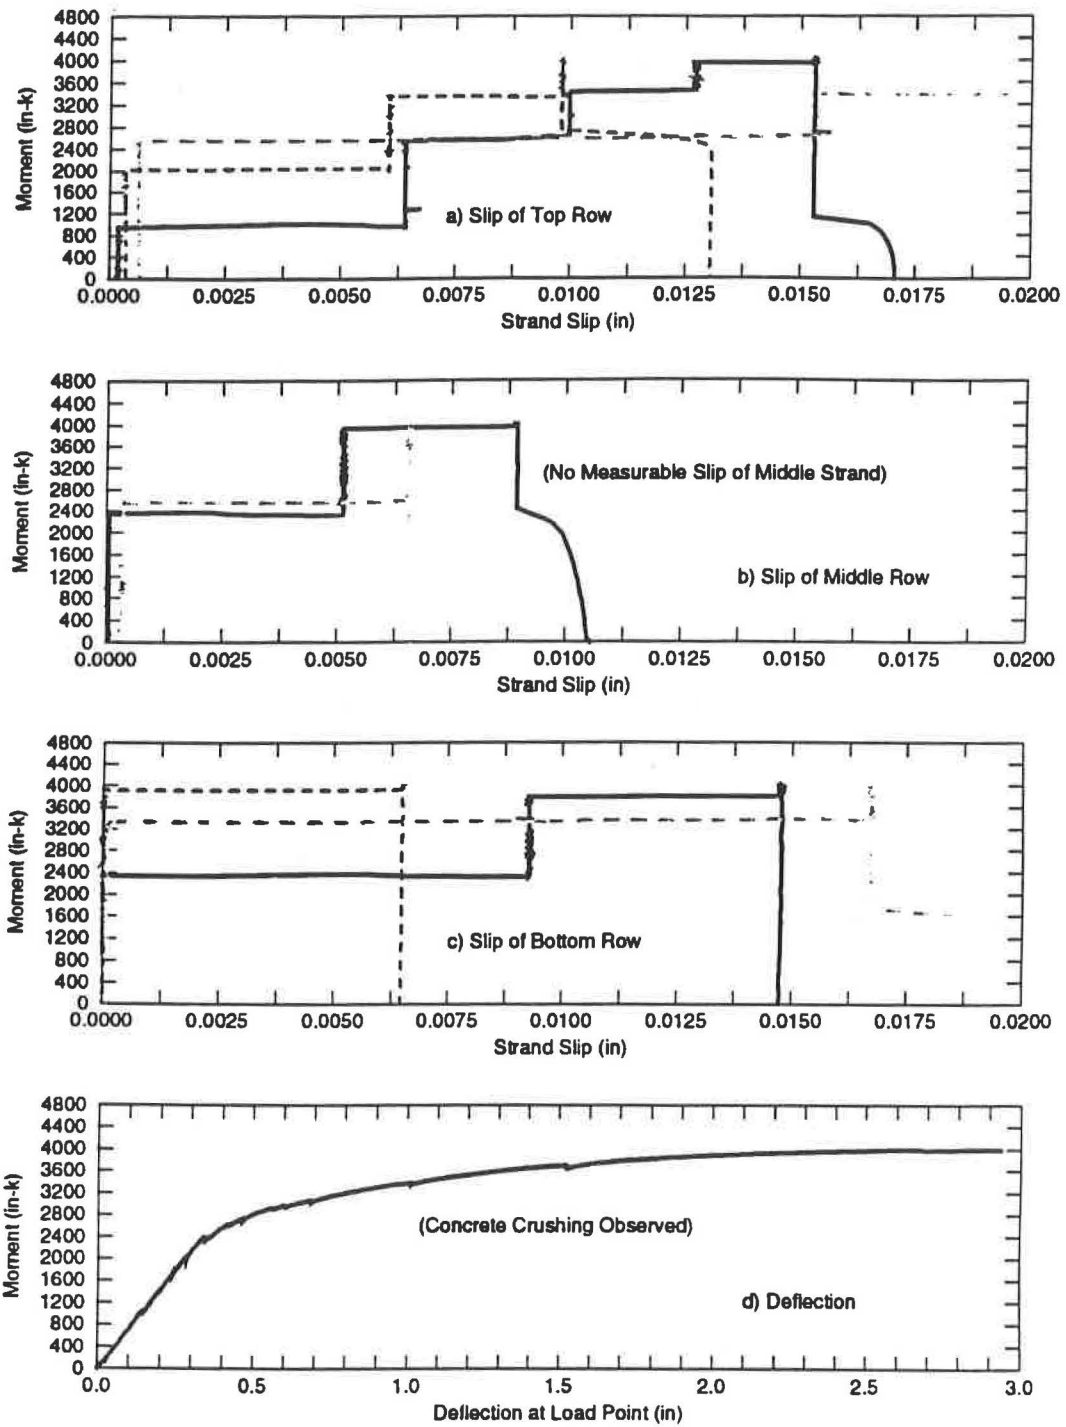 4800
4400
4000
3600
3200
2800
2400
2000
1600
1200
800
400
0
Moment (in-k)
a) Slip of Top Row
0.0000 0.0025 0.0050 0.0075 0.0100 0.0125 0.0150 0.0175 0.0200
Strand Slip (in)
4800
4400
4000
3600
3200
2800
2400
2000
1600
1200
800
400
0
Moment (in-k)
(No Measurable Slip of Middle Strand)
b) Slip of Middle Row
0.0000 0.0025 0.0050 0.0075 0.0100 0.0125 0.0150 0.0175 0.0200
Strand Slip (in)
4800
4400
4000
3600
3200
2800
2400
2000
1600
1200
800
400
0
Moment (in-k)
c) Slip of Bottom Row
0.0000 0.0025 0.0050 0.0075 0.0100 0.0125 0.0150 0.0175 0.0200
Strand Slip (in)
4800
4400
4000
3600
3200
2800
2400
2000
1600
1200
800
400
0
Moment (in-k)
(Concrete Crushing Observed)
d) Deflection
0.0 0.5 1.0 1.5 2.0 2.5 3.0
Deflection at Load Point (in)